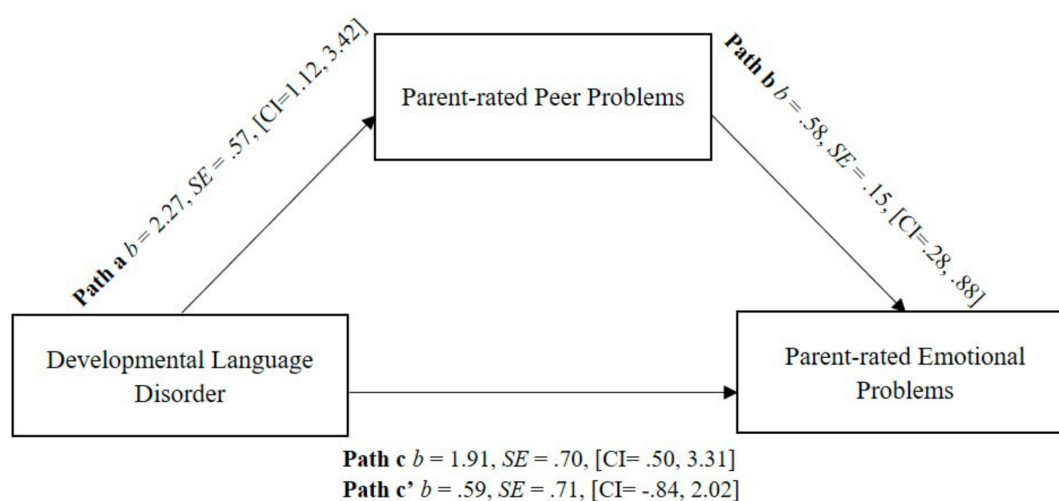 Path a b = 2.27, SE = .57, [CI=1.12, 3.42]
Parent-rated Peer Problems
Path b b = .58, SE = .15, [CI=.28, .88]
Developmental Language
Disorder
Parent-rated Emotional
Problems
Path c b = 1.91, SE = .70, [CI= .50, 3.31]
Path c’ b = .59, SE = .71, [CI= -.84, 2.02]